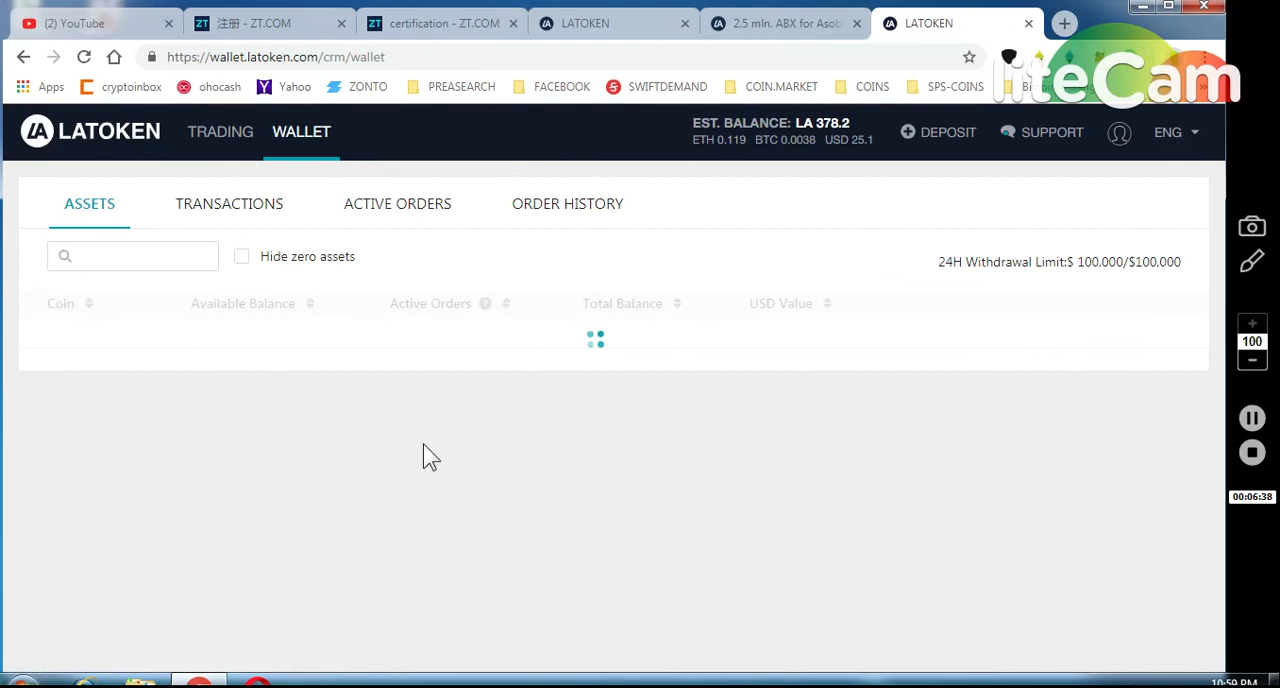 (2) YouTube
注册 - ZT.COM
certification - ZT.COM
LATOKEN
2.5 mln. ABX for Asob
LATOKEN
https://wallet.latoken.com/crm/wallet
liteCam
Apps
cryptoinbox
ohocash
Yahoo
ZONTO
PREASEARCH
FACEBOOK
SWIFTDEMAND
COIN.MARKET
COINS
SPS-COINS
LATOKEN
TRADING
WALLET
EST. BALANCE: LA 378.2
ETH 0.119 BTC 0.0038 USD 25.1
DEPOSIT
SUPPORT
ENG
ASSETS
TRANSACTIONS
ACTIVE ORDERS
ORDER HISTORY
Hide zero assets
24H Withdrawal Limit:$ 100,000/$100,000
Coin
Available Balance
Active Orders
Total Balance
USD Value
100
00:06:38
10:59 PM